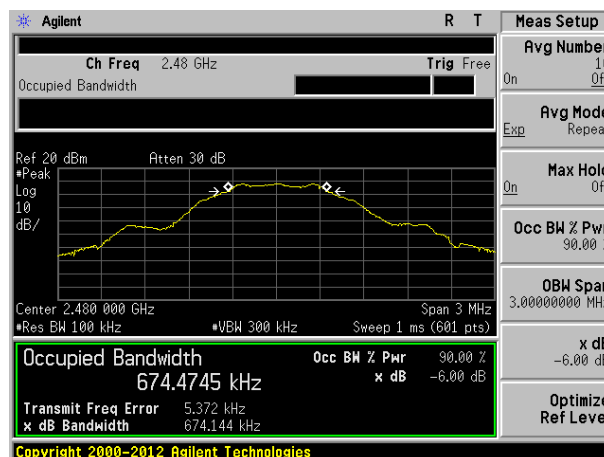 Agilent R T
Meas Setup
Ch Freq 2.48 GHz Trig Free
Occupied Bandwidth
Ref 20 dBm Atten 30 dB
#Peak
Log
10
dB/
Center 2.480 000 GHz Span 3 MHz
#Res BW 100 kHz #VBW 300 kHz Sweep 1 ms (601 pts)
Occupied Bandwidth Occ BW % Pwr 90.00 %
674.4745 kHz x dB -6.00 dB
Transmit Freq Error 5.372 kHz
x dB Bandwidth 674.144 kHz
Copyright 2000-2012 Agilent Technologies
Avg Number
On
Avg Mode
Exp Repeat
Max Hold
On Off
Occ BW % Pwr
90.00 %
OBW Span
3.00000000 MHz
x dB
-6.00 dB
Optimize
Ref Level